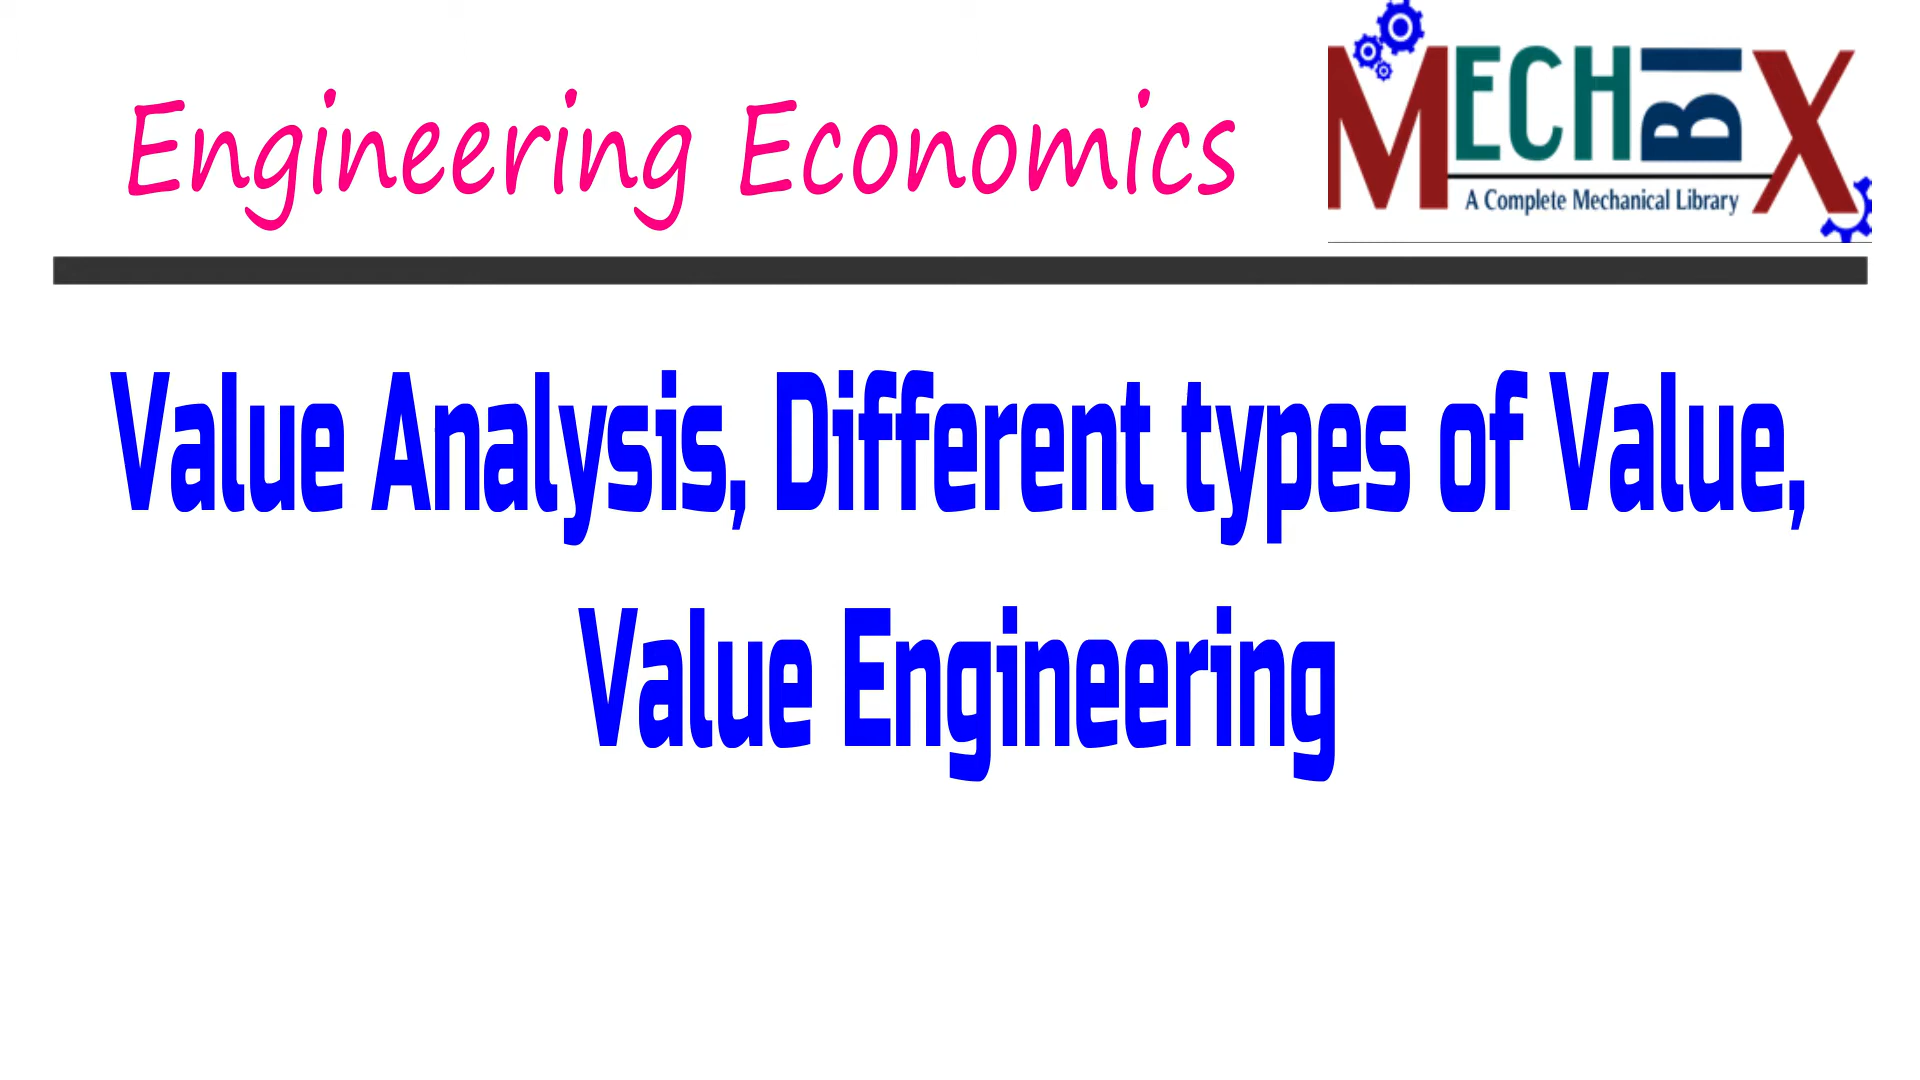 Engineering Economics
MECHBIX
A Complete Mechanical Library
Value Analysis, Different types of Value,
Value Engineering